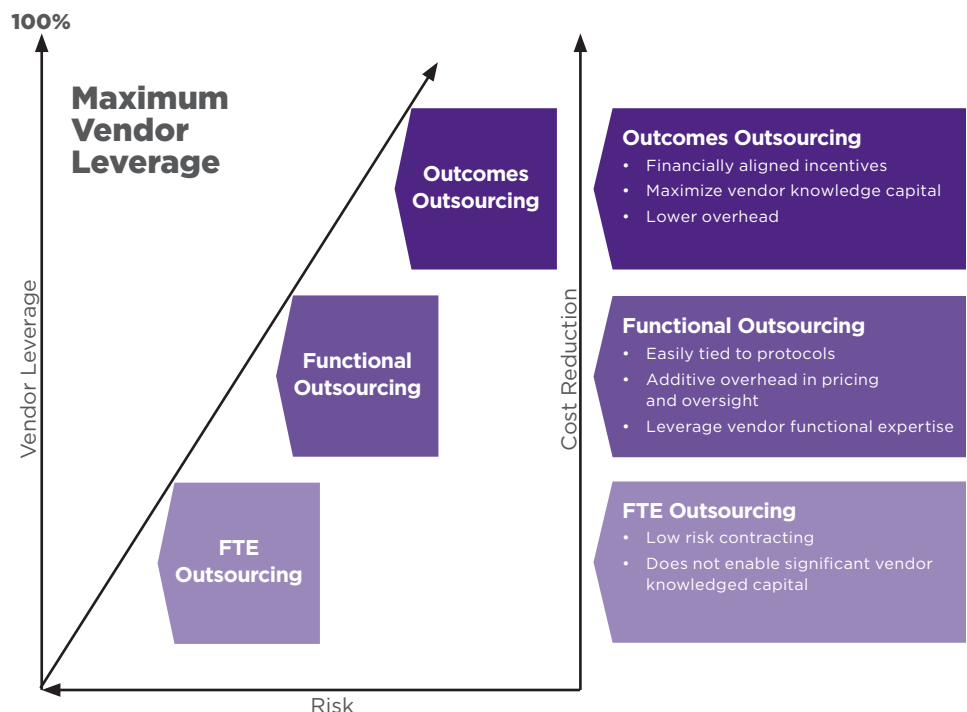 100%
Maximum
Vendor
Leverage
Vendor Leverage
Outcomes
Outsourcing
Functional
Outsourcing
FTE
Outsourcing
Risk
Cost Reduction
Outcomes Outsourcing
• Financially aligned incentives
• Maximize vendor knowledge capital
• Lower overhead
Functional Outsourcing
• Easily tied to protocols
• Additive overhead in pricing
and oversight
• Leverage vendor functional expertise
FTE Outsourcing
• Low risk contracting
• Does not enable significant vendor
knowledged capital